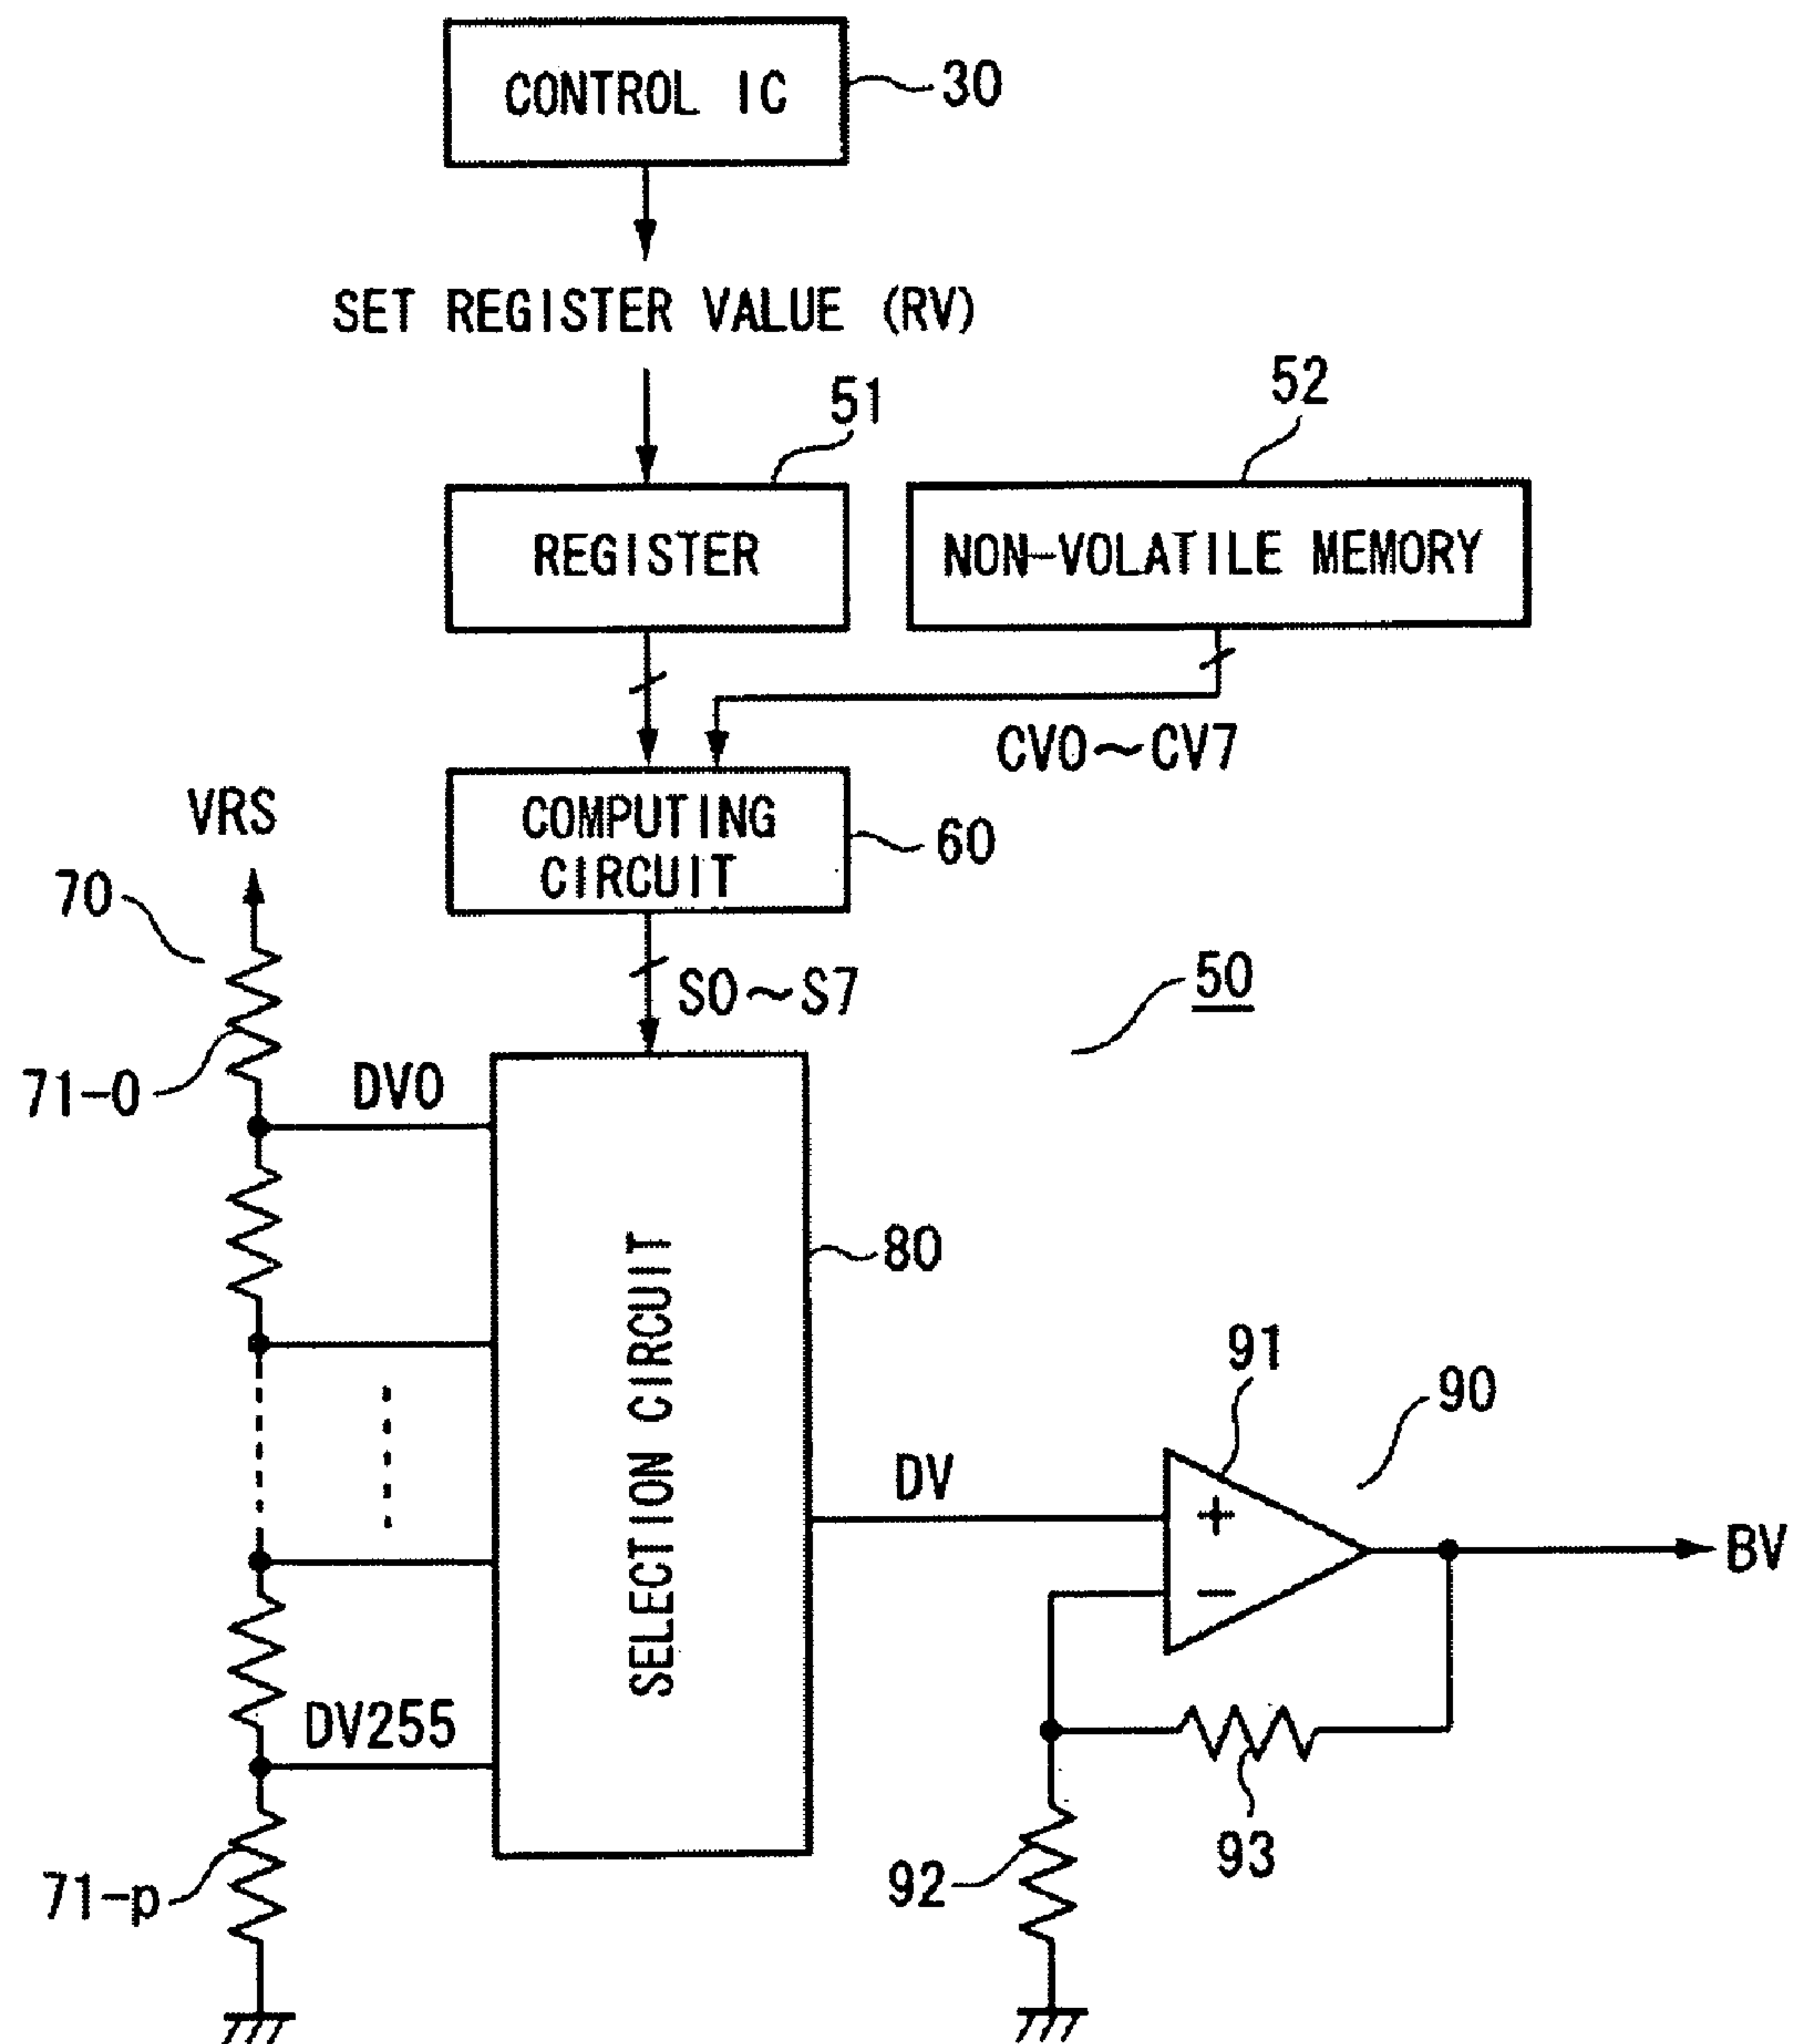 CONTROL IC
30
SET REGISTER VALUE (RV)
51
52
REGISTER
NON-VOLATILE MEMORY
CV0~CV7
VRS
COMPUTING
CIRCUIT
60
70
S0~S7
50
71-0
DV0
80
SELECTION CIRCUIT
91
90
DV
+
BV
−
DV255
93
92
71-p